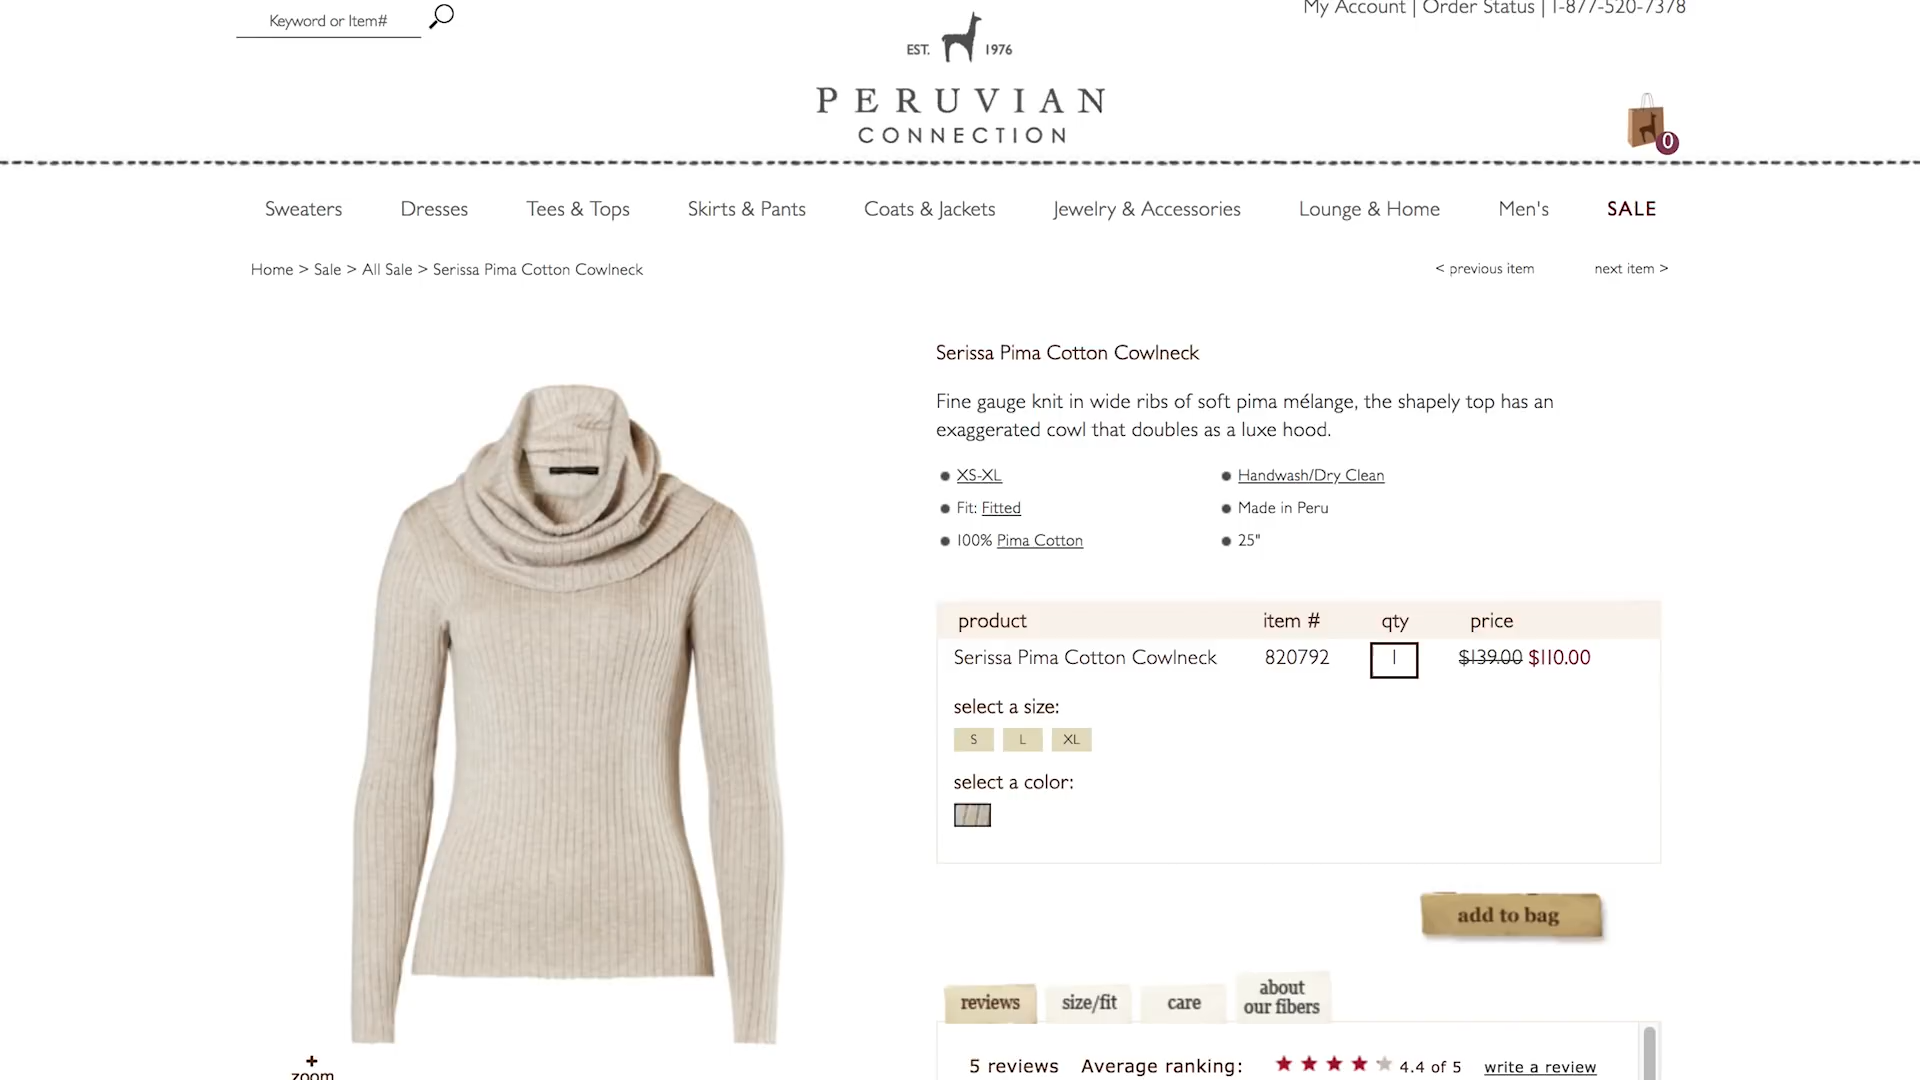 Keyword or Item#
My Account | Order Status | 1-877-520-7378
EST. 1976
PERUVIAN
CONNECTION
0
Sweaters Dresses Tees & Tops Skirts & Pants Coats & Jackets Jewelry & Accessories Lounge & Home Men's SALE
Home > Sale > All Sale > Serissa Pima Cotton Cowlneck
< previous item next item >
Serissa Pima Cotton Cowlneck
Fine gauge knit in wide ribs of soft pima mélange, the shapely top has an
exaggerated cowl that doubles as a luxe hood.
XS-XL
Fit: Fitted
100% Pima Cotton
Handwash/Dry Clean
Made in Peru
25"
product item # qty price
Serissa Pima Cotton Cowlneck 820792 1 $139.00 $110.00
select a size:
S L XL
select a color:
add to bag
reviews size/fit care about
our fibers
5 reviews Average ranking: 4.4 of 5 write a review
+
zoom